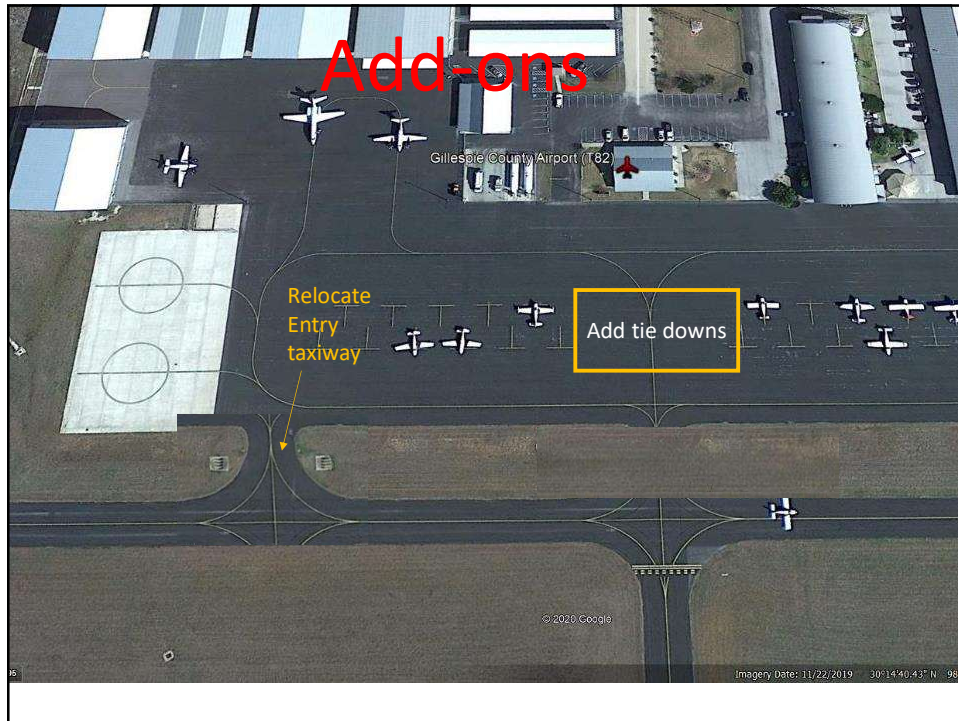 Add-ons
Gillespie County Airport (T82)
Relocate
Entry
taxiway
Add tie downs
© 2020 Google
Imagery Date: 11/22/2019 30°14'40.43" N 98